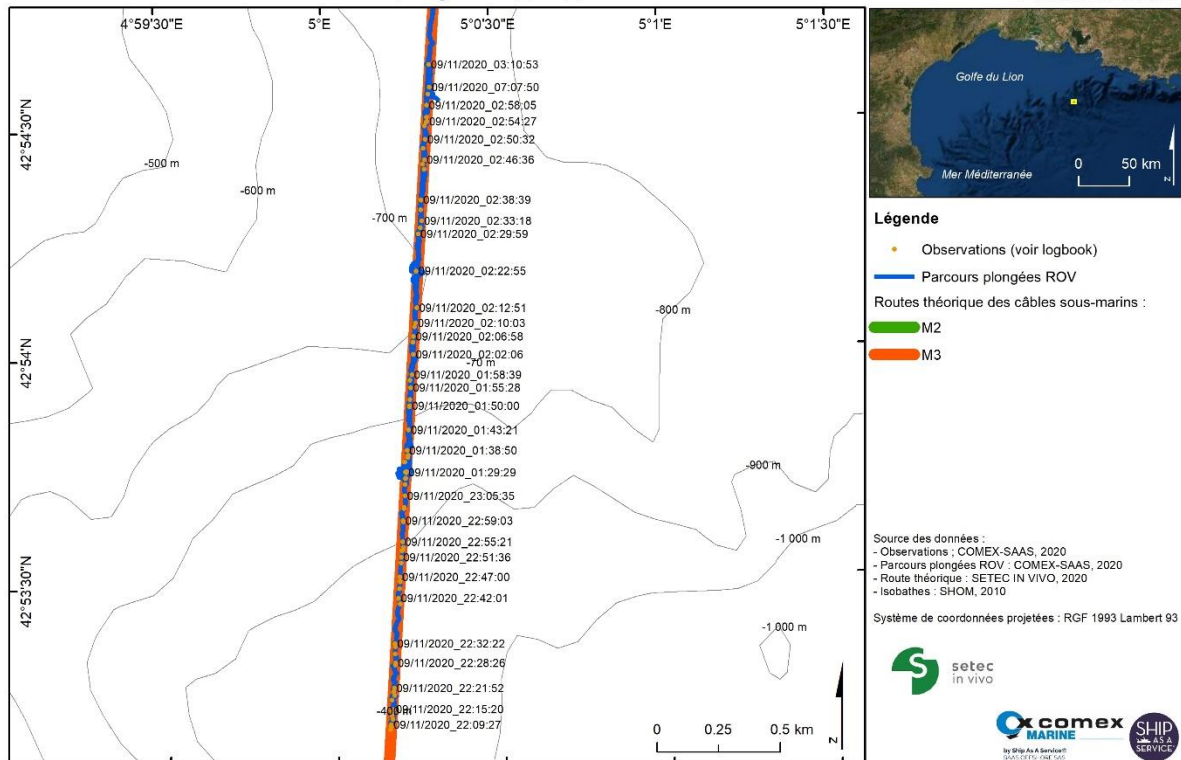 4°59'30"E
5°E
5°0'30"E
5°1'E
5°1'30"E
42°54'30"N
42°54'N
42°53'30"N
-500 m
-600 m
-700 m
-800 m
-70 m
-900 m
-1 000 m
-1 000 m
-400 m
09/11/2020_03:10:53
09/11/2020_07:07:50
09/11/2020_02:58:05
09/11/2020_02:54:27
09/11/2020_02:50:32
09/11/2020_02:46:36
09/11/2020_02:38:39
09/11/2020_02:33:18
09/11/2020_02:29:59
09/11/2020_02:22:55
09/11/2020_02:12:51
09/11/2020_02:10:03
09/11/2020_02:06:58
09/11/2020_02:02:06
09/11/2020_01:58:39
09/11/2020_01:55:28
09/11/2020_01:50:00
09/11/2020_01:43:21
09/11/2020_01:38:50
09/11/2020_01:29:29
09/11/2020_23:05:35
09/11/2020_22:59:03
09/11/2020_22:55:21
09/11/2020_22:51:36
09/11/2020_22:47:00
09/11/2020_22:42:01
09/11/2020_22:32:22
09/11/2020_22:28:26
09/11/2020_22:21:52
09/11/2020_22:15:20
09/11/2020_22:09:27
0 0.25 0.5 km
N
Golfe du Lion
Mer Méditerranée
0 50 km
N
Légende
Observations (voir logbook)
Parcours plongées ROV
Routes théorique des câbles sous-marins :
M2
M3
Source des données :
- Observations ; COMEX-SAAS, 2020
- Parcours plongées ROV : COMEX-SAAS, 2020
- Route théorique : SETEC IN VIVO, 2020
- Isobathes : SHOM, 2010
Système de coordonnées projetées : RGF 1993 Lambert 93
setec
in vivo
comex
MARINE
by Ship As A Service®
SAAS OFFSHORE SAS
SHIP
AS A
SERVICE